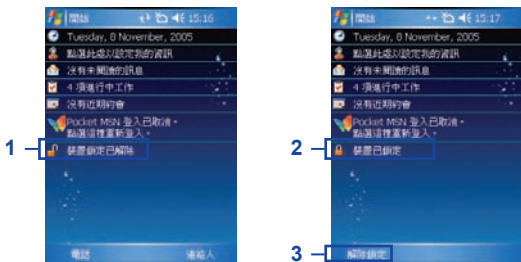 開始 15:16
Tuesday, 8 November, 2005
點選此處以設定我的資訊
沒有未閱讀的訊息
4 項進行中工作
沒有近期約會
Pocket MSN 登入已取消。
點選這裡重新登入。
1
裝置鎖定已解除
電話 連絡人
開始 15:17
Tuesday, 8 November, 2005
點選此處以設定我的資訊
沒有未閱讀的訊息
4 項進行中工作
沒有近期約會
Pocket MSN 登入已取消。
點選這裡重新登入。
2
裝置已鎖定
3
解除鎖定